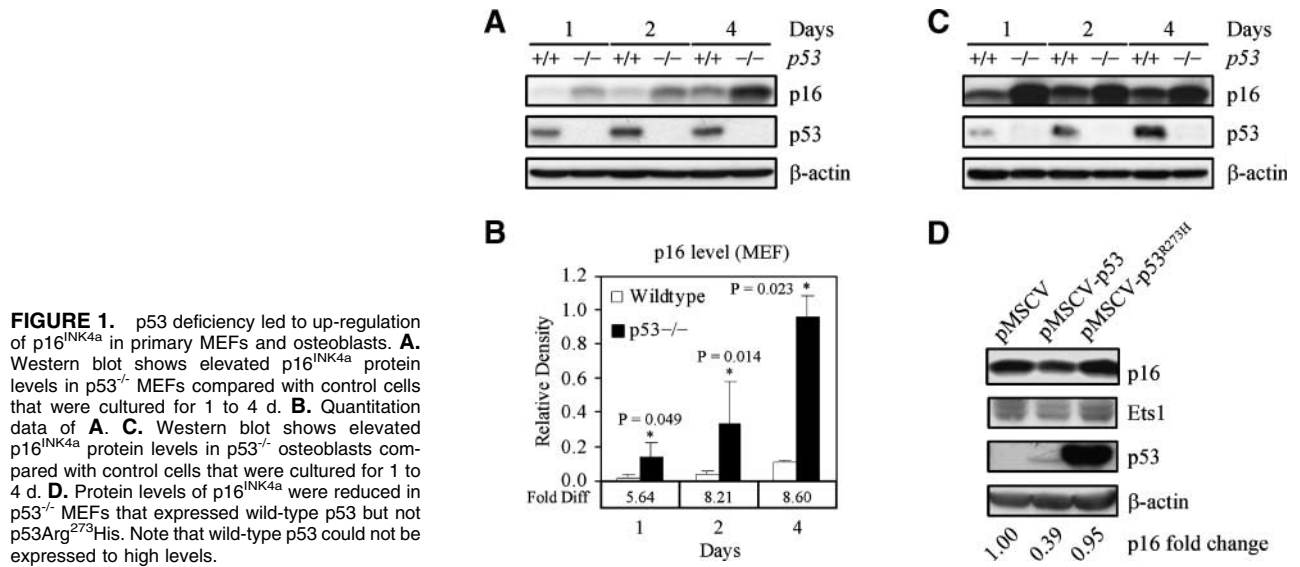 FIGURE 1. p53 deficiency led to up-regulation
of p16INK4a in primary MEFs and osteoblasts. A.
Western blot shows elevated p16INK4a protein
levels in p53-/- MEFs compared with control cells
that were cultured for 1 to 4 d. B. Quantitation
data of A. C. Western blot shows elevated
p16INK4a protein levels in p53-/- osteoblasts com-
pared with control cells that were cultured for 1 to
4 d. D. Protein levels of p16INK4a were reduced in
p53-/- MEFs that expressed wild-type p53 but not
p53Arg273His. Note that wild-type p53 could not be
expressed to high levels.
A
1 2 4 Days
+/+ −/− +/+ −/− +/+ −/− p53
p16
p53
β-actin
B
p16 level (MEF)
Relative Density
1.2
1.0
0.8
0.6
0.4
0.2
0.0
Wildtype
p53−/−
P = 0.049
*
P = 0.014
*
P = 0.023
*
Fold Diff 5.64 8.21 8.60
1 2 4
Days
C
1 2 4 Days
+/+ −/− +/+ −/− +/+ −/− p53
p16
p53
β-actin
D
pMSCV
pMSCV-p53
pMSCV-p53R273H
p16
Ets1
p53
β-actin
1.00 0.39 0.95 p16 fold change